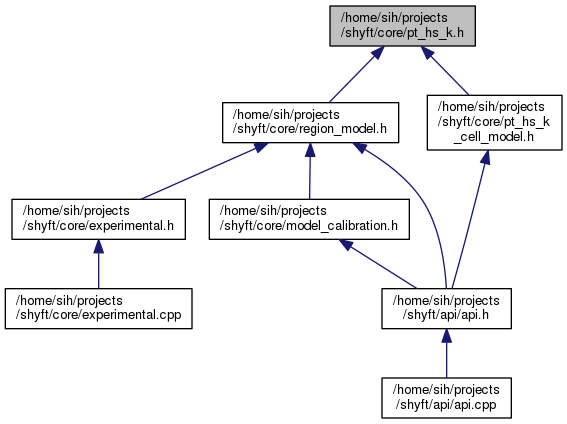 /home/sih/projects
/shyft/core/pt_hs_k.h
/home/sih/projects
/shyft/core/region_model.h
/home/sih/projects
/shyft/core/pt_hs_k
_cell_model.h
/home/sih/projects
/shyft/core/experimental.h
/home/sih/projects
/shyft/core/model_calibration.h
/home/sih/projects
/shyft/core/experimental.cpp
/home/sih/projects
/shyft/api/api.h
/home/sih/projects
/shyft/api/api.cpp